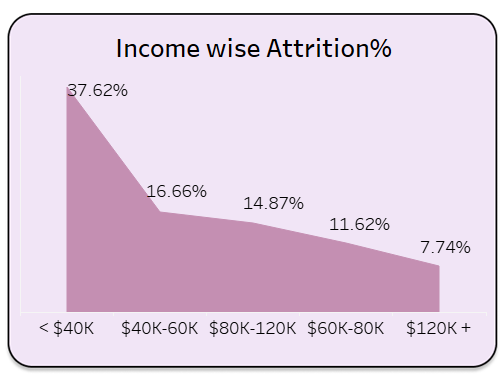 Income wise Attrition%
37.62%
16.66%
14.87%
11.62%
7.74%
< $40K $40K-60K $80K-120K $60K-80K $120K +